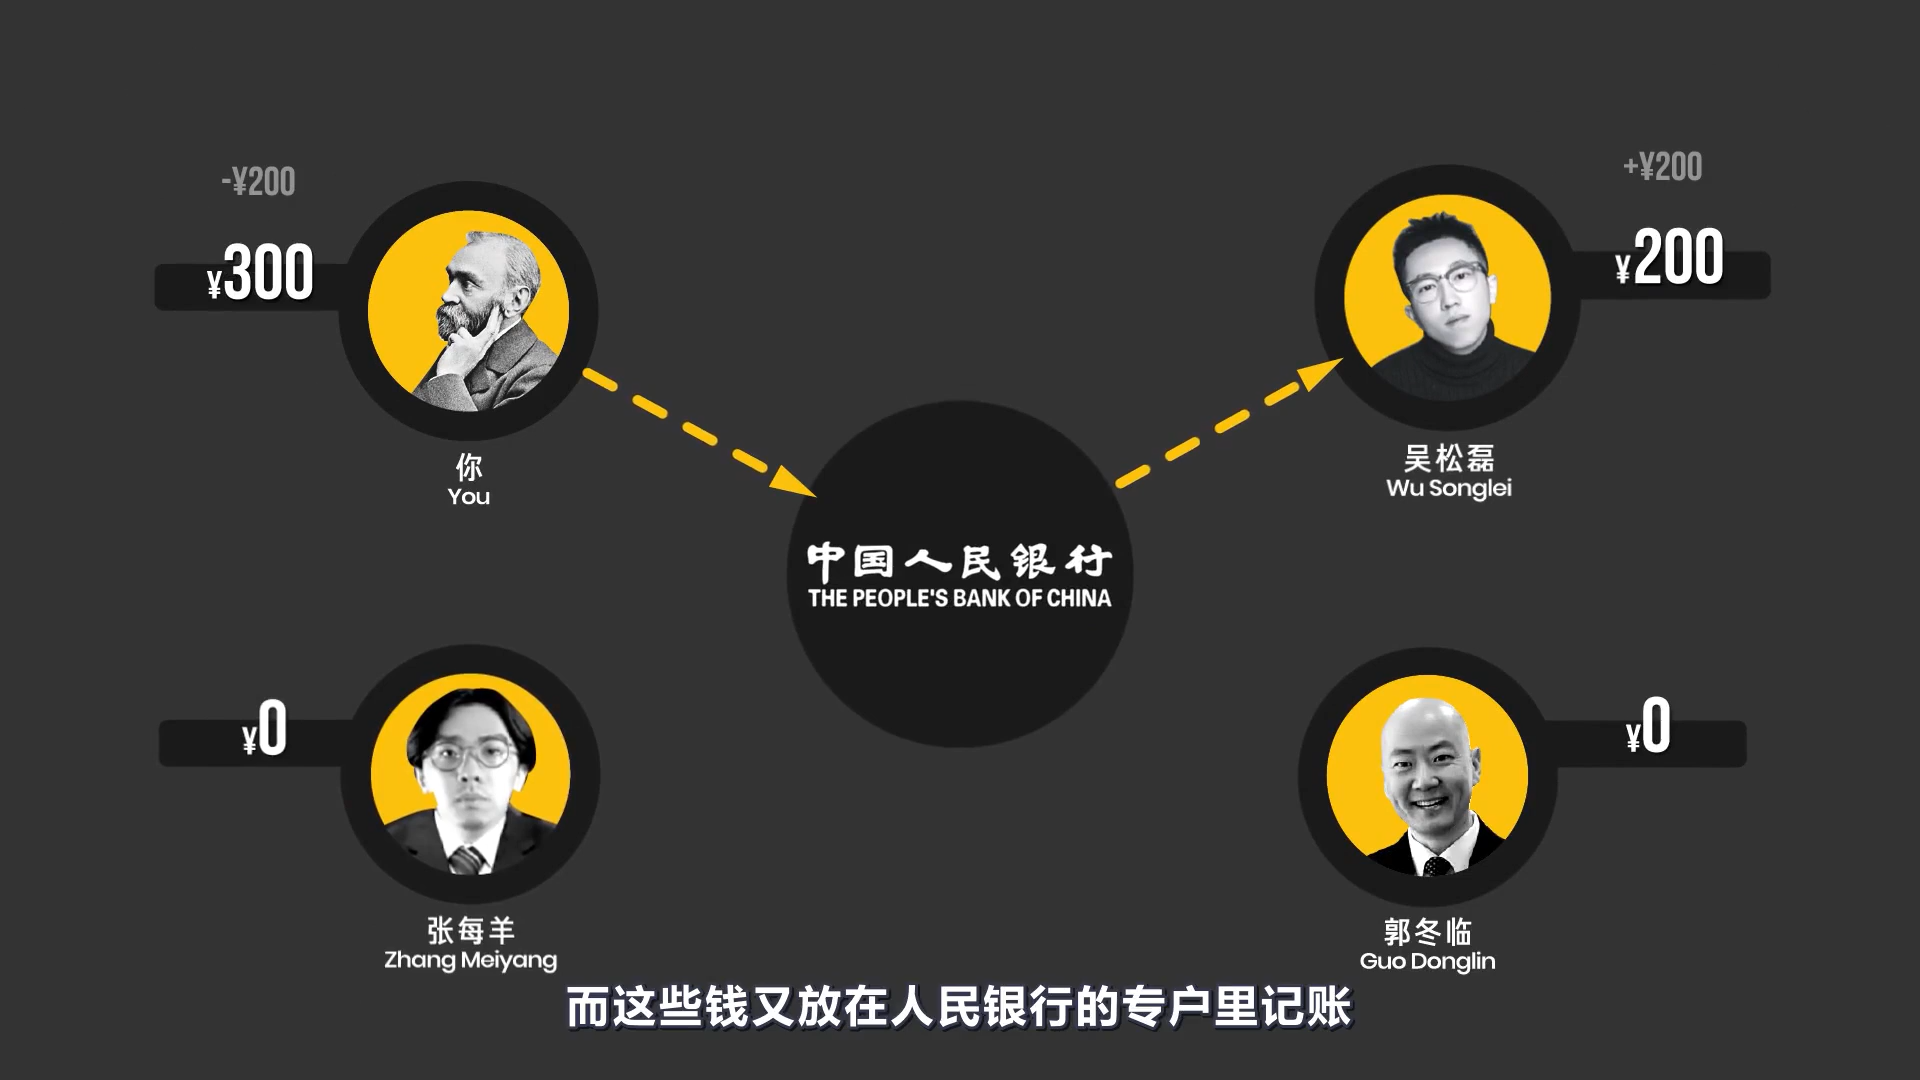 -¥200
¥300
你
You
+¥200
¥200
吴松磊
Wu Songlei
中国人民银行
THE PEOPLE'S BANK OF CHINA
¥0
张每羊
Zhang Meiyang
¥0
郭冬临
Guo Donglin
而这些钱又放在人民银行的专户里记账